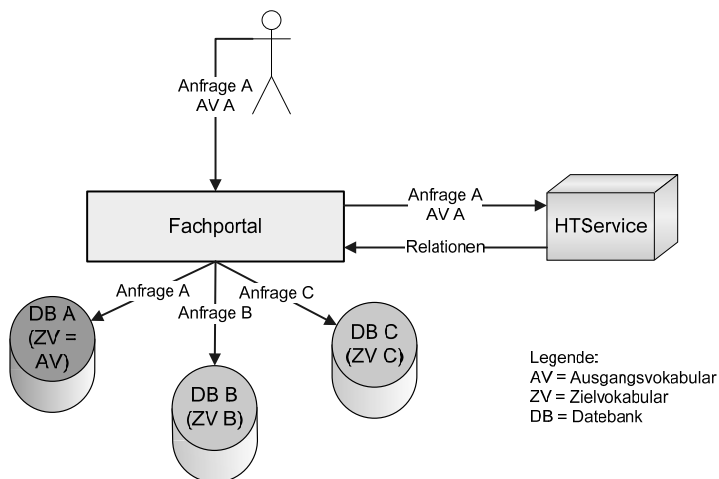 Anfrage A
AV A
Fachportal
Anfrage A
AV A
HTService
Relationen
Anfrage A
Anfrage B
Anfrage C
DB A
(ZV =
AV)
DB B
(ZV B)
DB C
(ZV C)
Legende:
AV = Ausgangsvokabular
ZV = Zielvokabular
DB = Datebank